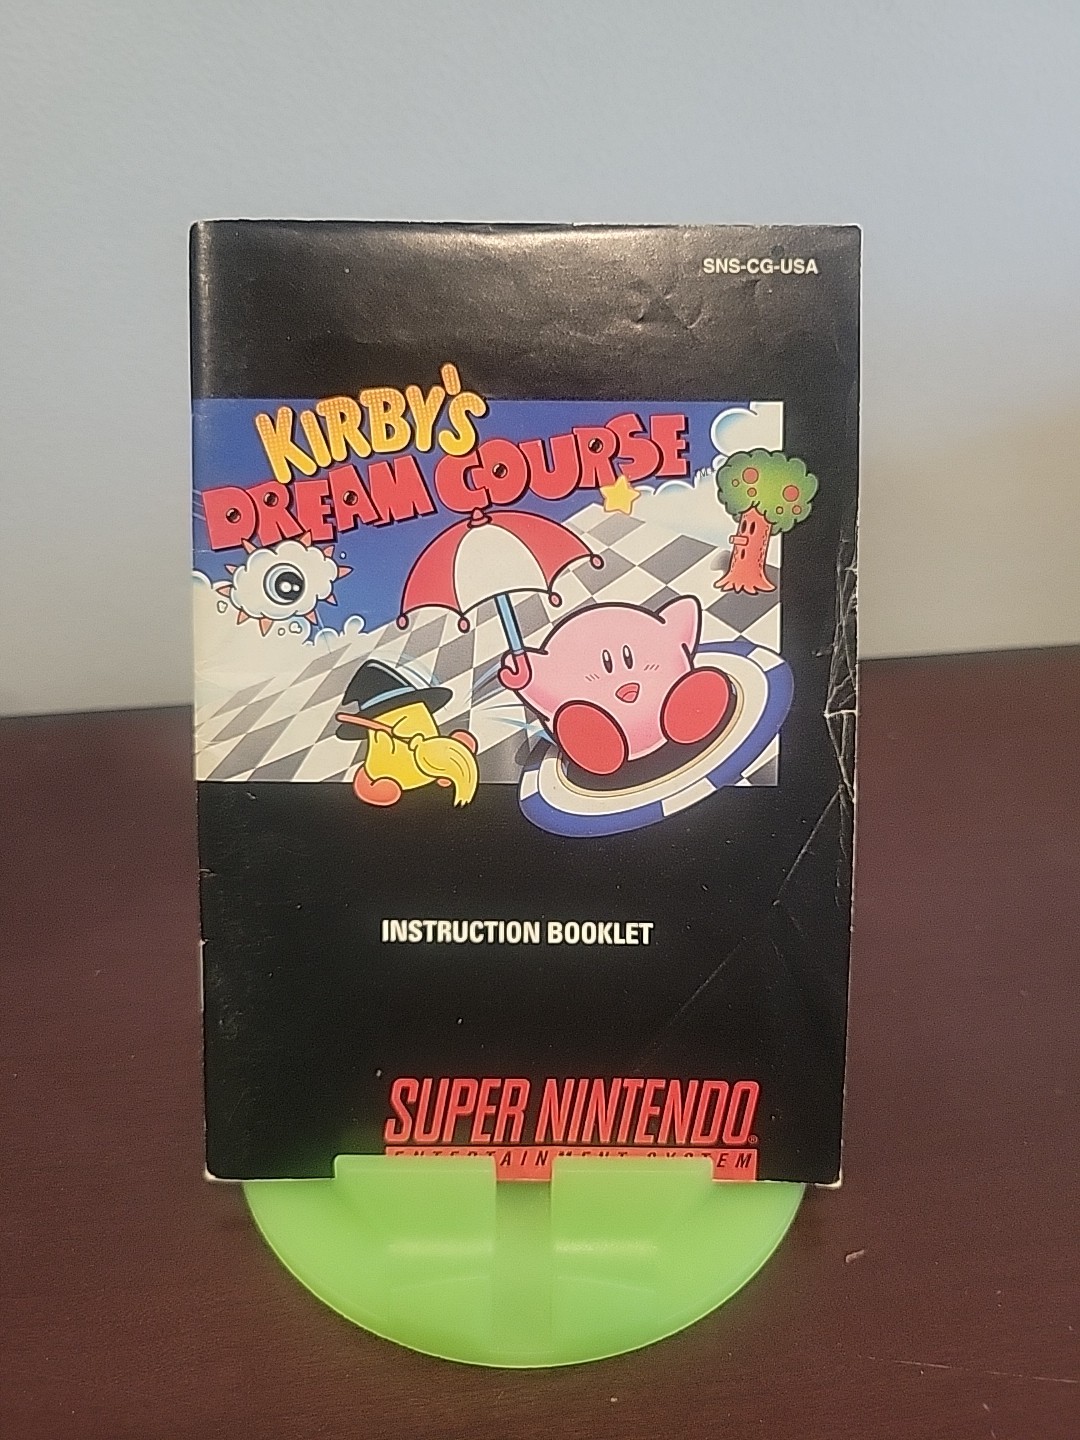 SNS-CG-USA
KIRBY'S
DREAM COURSE
INSTRUCTION BOOKLET
SUPER NINTENDO®
ENTERTAINMENT SYSTEM